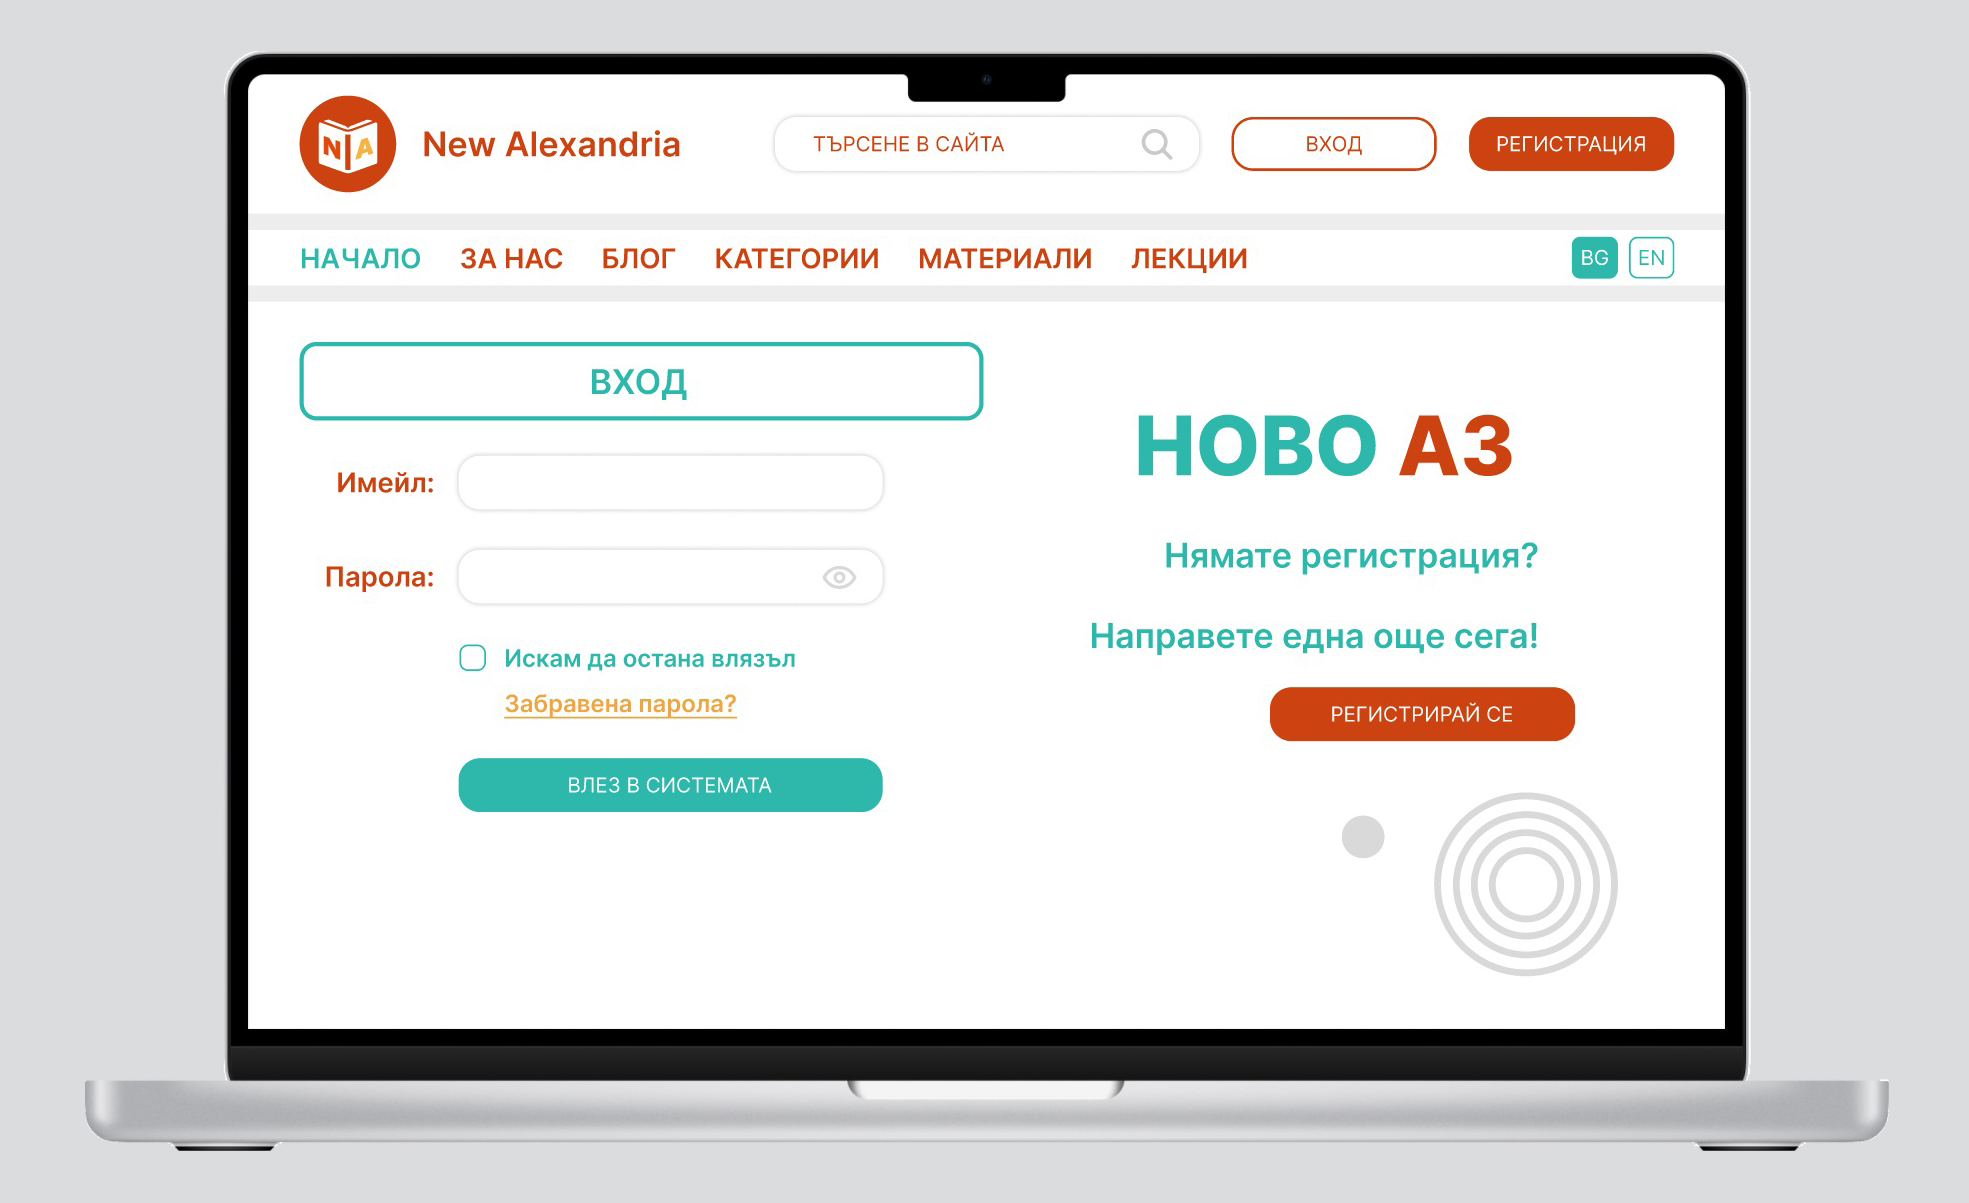 N A
New Alexandria
ТЪРСЕНЕ В САЙТА
ВХОД
РЕГИСТРАЦИЯ
НАЧАЛО
ЗА НАС
БЛОГ
КАТЕГОРИИ
МАТЕРИАЛИ
ЛЕКЦИИ
BG
EN
ВХОД
Имейл:
Парола:
Искам да остана влязъл
Забравена парола?
ВЛЕЗ В СИСТЕМАТА
НОВО АЗ
Нямате регистрация?
Направете една още сега!
РЕГИСТРИРАЙ СЕ